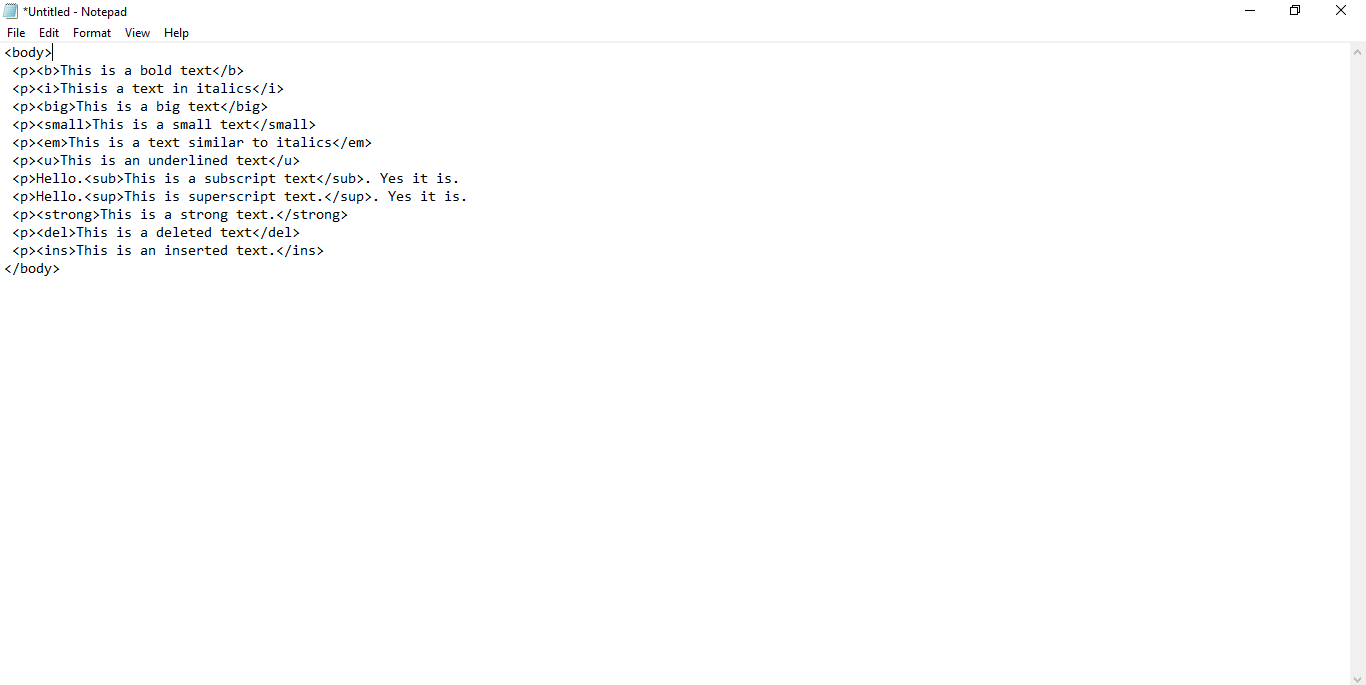 *Untitled - Notepad
File Edit Format View Help
<body>
 <p><b>This is a bold text</b>
 <p><i>Thisis a text in italics</i>
 <p><big>This is a big text</big>
 <p><small>This is a small text</small>
 <p><em>This is a text similar to italics</em>
 <p><u>This is an underlined text</u>
 <p>Hello.<sub>This is a subscript text</sub>. Yes it is.
 <p>Hello.<sup>This is superscript text.</sup>. Yes it is.
 <p><strong>This is a strong text.</strong>
 <p><del>This is a deleted text</del>
 <p><ins>This is an inserted text.</ins>
</body>